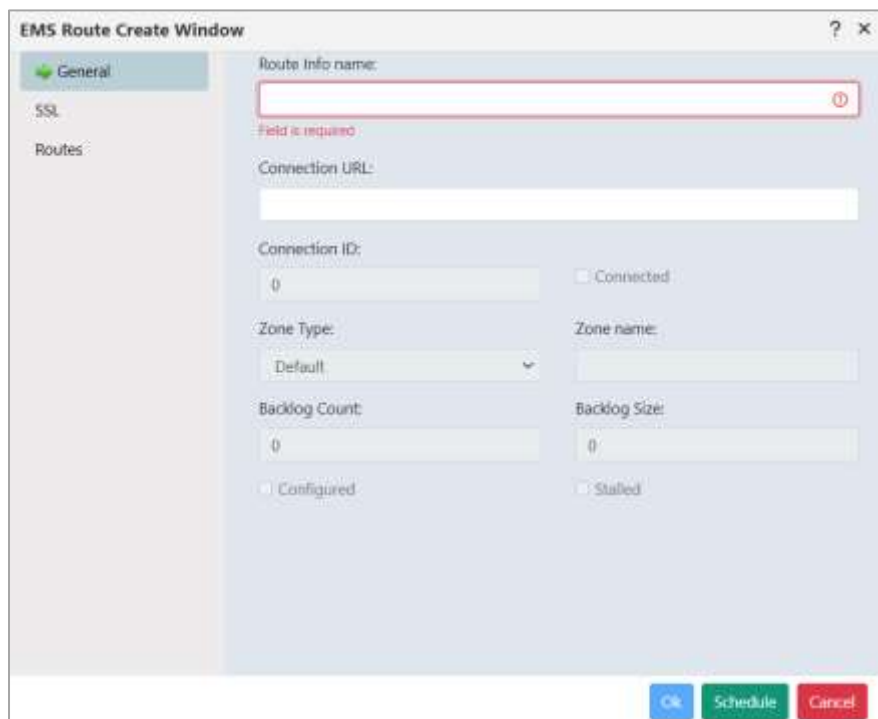 EMS Route Create Window
?
General
SSL
Routes
Route Info name:
Field is required
Connection URL:
Connection ID:
0
Connected
Zone Type:
Zone name:
Default
Backlog Count:
Backlog Size:
0
0
Configured
Stalled
Ok
Schedule
Cancel